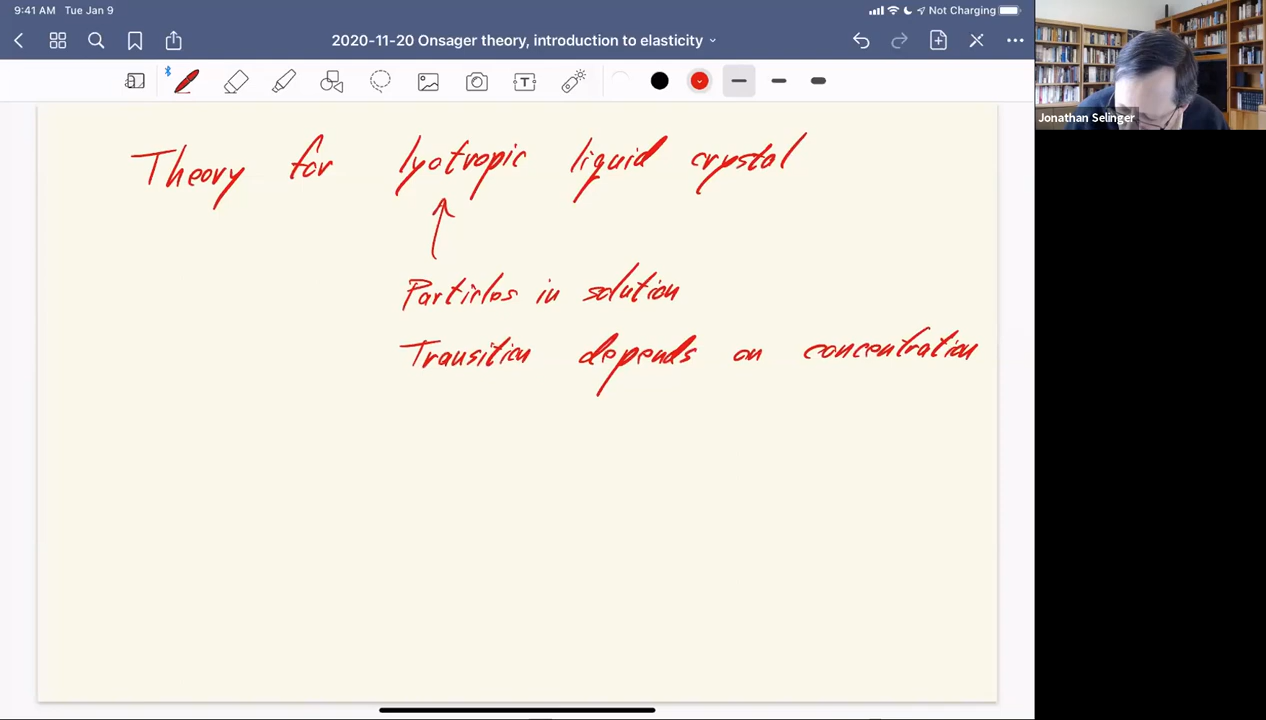 9:41 AM Tue Jan 9
Not Charging
2020-11-20 Onsager theory, introduction to elasticity
Jonathan Selinger
Theory for lyotropic liquid crystal
Particles in solution
Transition depends on concentration